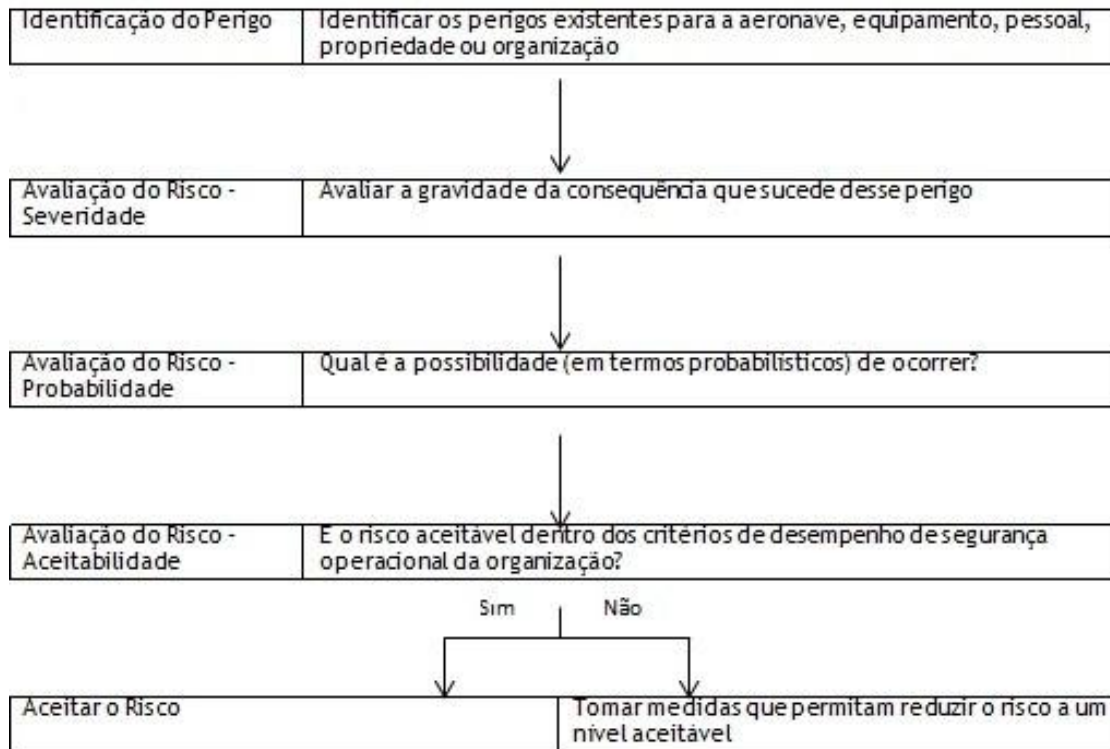 Identificação do Perigo
Identificar os perigos existentes para a aeronave, equipamento, pessoal,
propriedade ou organização
Avaliação do Risco -
Severidade
Avaliar a gravidade da consequência que sucede desse perigo
Avaliação do Risco -
Probabilidade
Qual é a possibilidade (em termos probabilísticos) de ocorrer?
Avaliação do Risco -
Aceitabilidade
E o risco aceitável dentro dos critérios de desempenho de segurança
operacional da organização?
Sim
Não
Aceitar o Risco
Tomar medidas que permitam reduzir o risco a um
nível aceitável